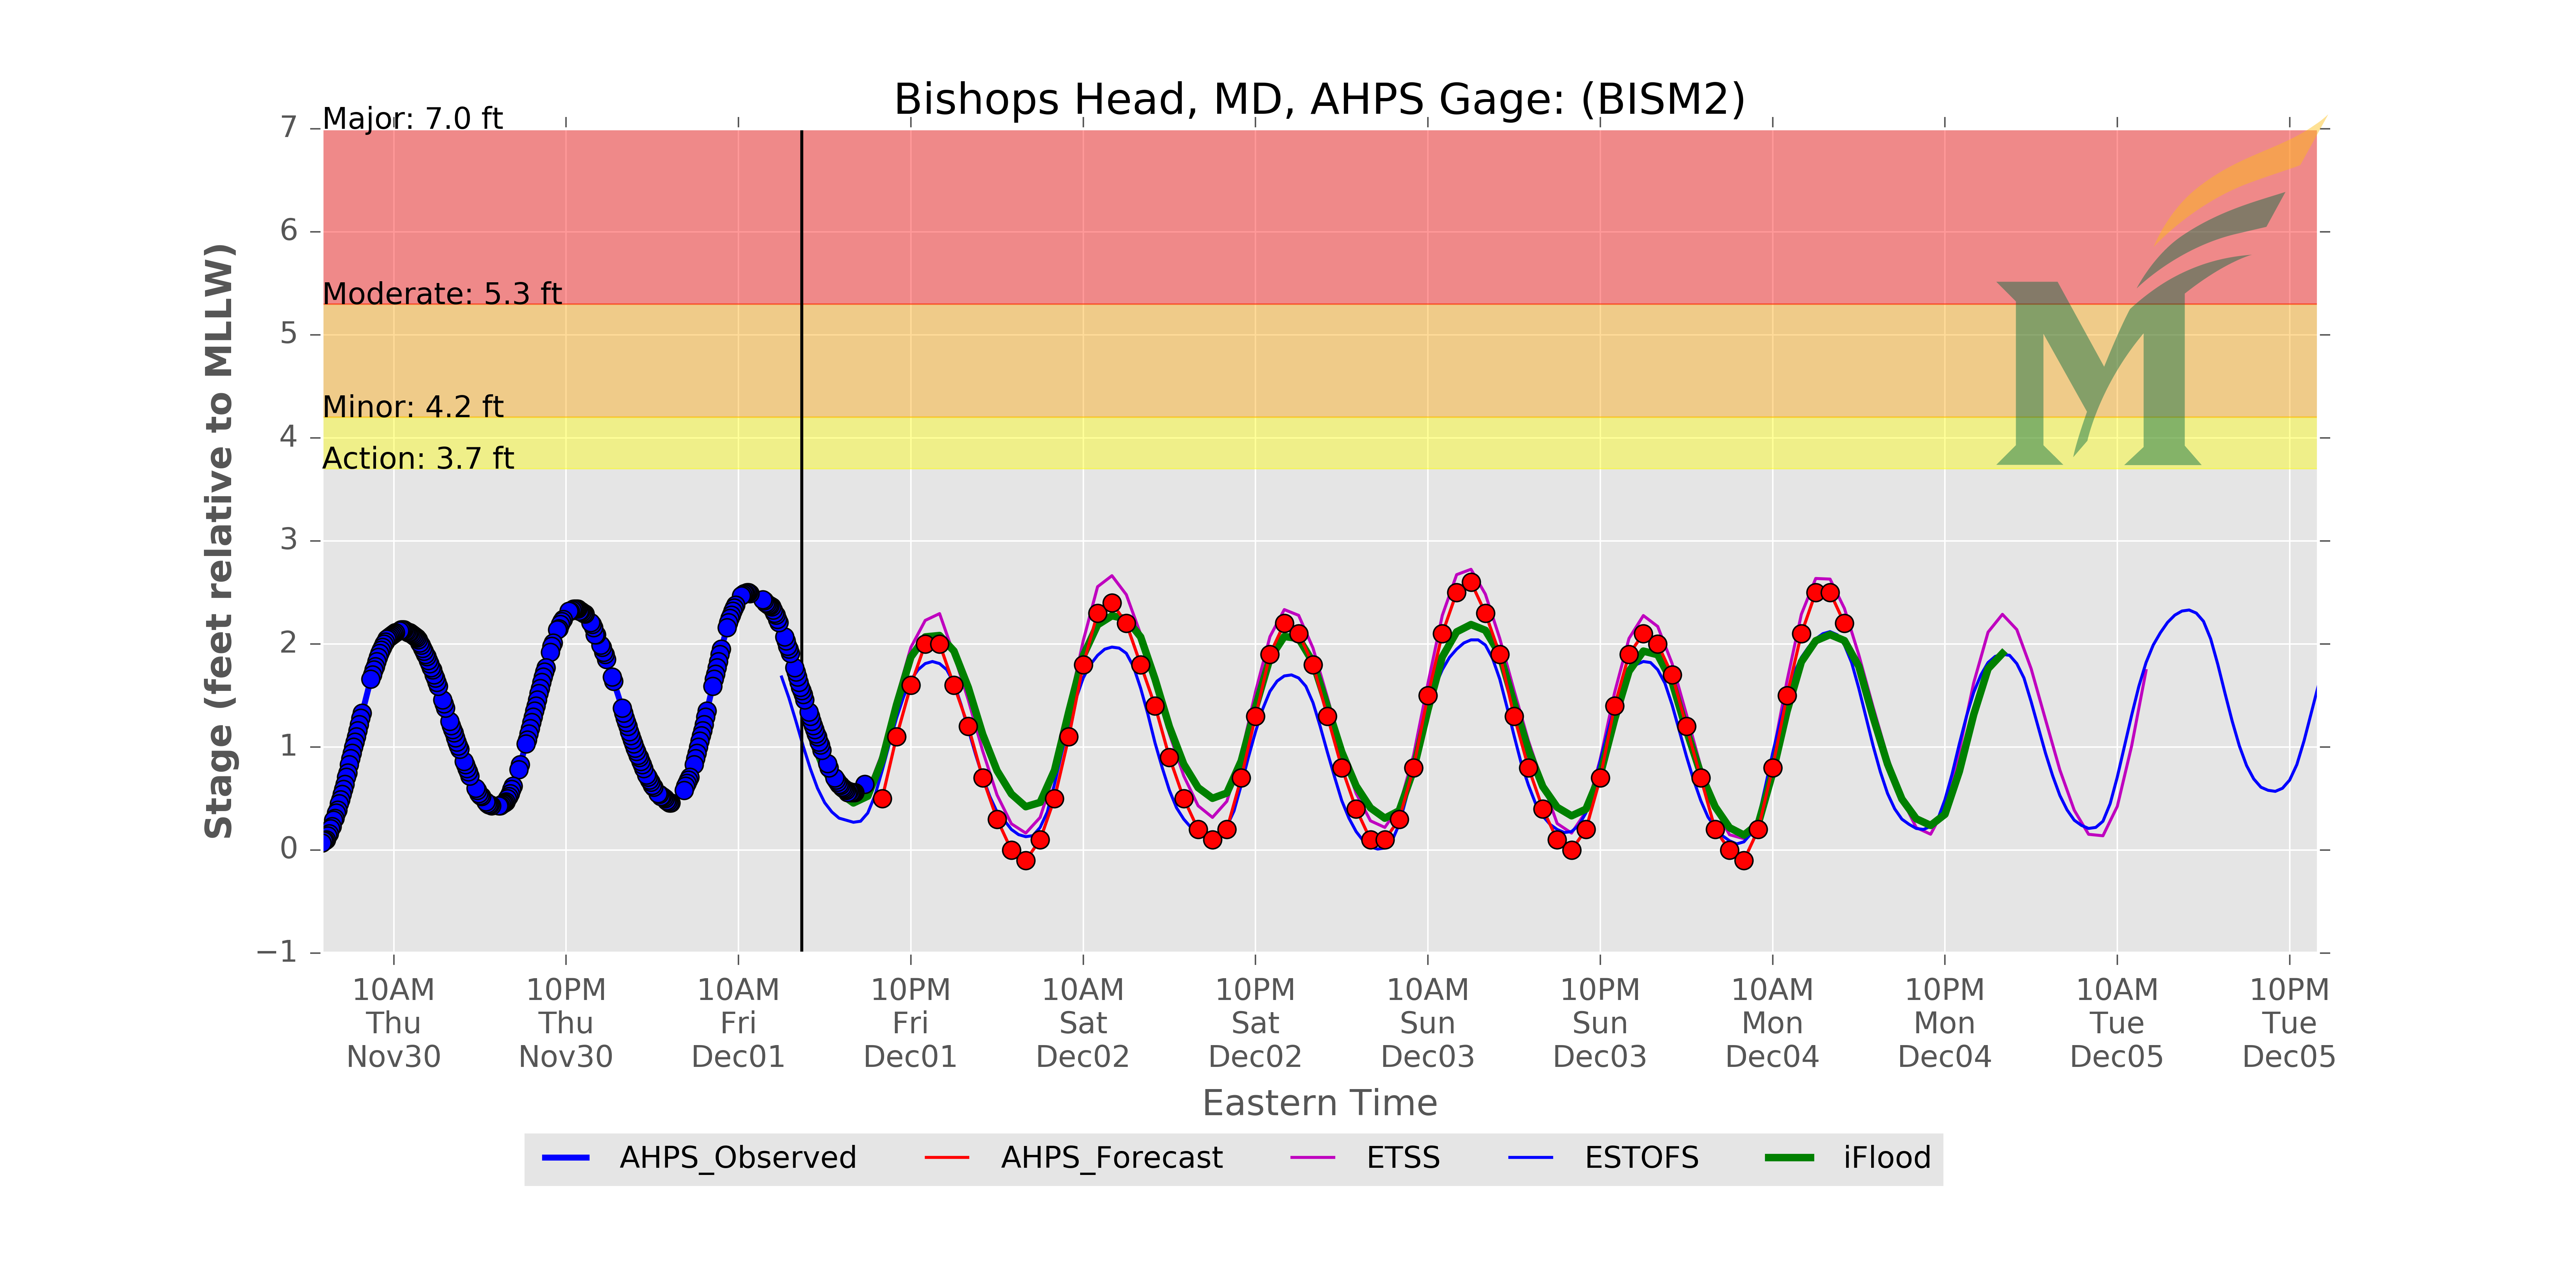 Bishops Head, MD, AHPS Gage: (BISM2)
Major: 7.0 ft
Moderate: 5.3 ft
Minor: 4.2 ft
Action: 3.7 ft
7
6
5
4
3
2
1
0
−1
Stage (feet relative to MLLW)
10AM 10PM 10AM 10PM 10AM 10PM 10AM 10PM 10AM 10PM 10AM 10PM
Thu Thu Fri Fri Sat Sat Sun Sun Mon Mon Tue Tue
Nov30 Nov30 Dec01 Dec01 Dec02 Dec02 Dec03 Dec03 Dec04 Dec04 Dec05 Dec05
Eastern Time
AHPS_Observed AHPS_Forecast ETSS ESTOFS iFlood
M